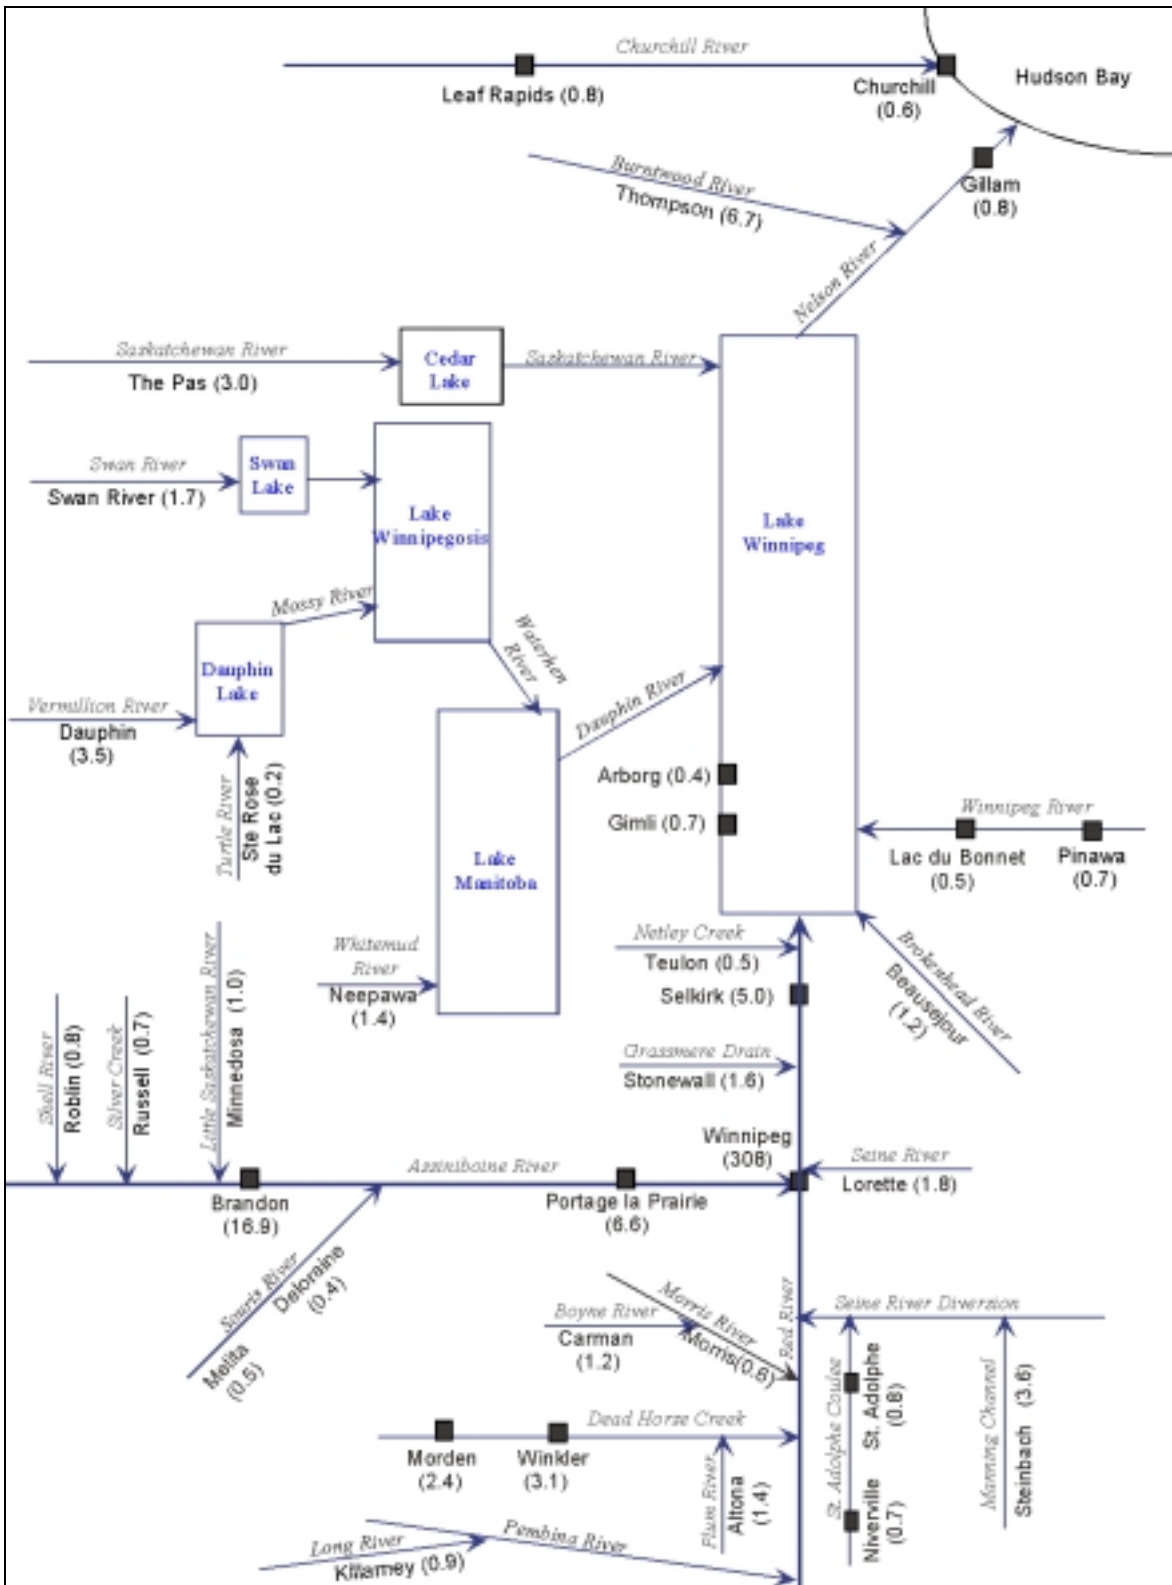 Churchill River
Leaf Rapids (0.8)
Churchill
(0.6)
Hudson Bay
Burntwood River
Thompson (6.7)
Gillam
(0.8)
Nelson River
Saskatchewan River
The Pas (3.0)
Cedar
Lake
Saskatchewan River
Swan River
Swan River (1.7)
Swan
Lake
Lake
Winnipegosis
Lake
Winnipeg
Mossy River
Waterhen
River
Dauphin
Lake
Vermillion River
Dauphin
(3.5)
Turtle River
Ste Rose
du Lac (0.2)
Dauphin River
Arborg (0.4)
Gimli (0.7)
Winnipeg River
Lac du Bonnet
(0.5)
Pinawa
(0.7)
Lake
Manitoba
Whitemud
River
Neepawa
(1.4)
Netley Creek
Teulon (0.5)
Selkirk (5.0)
Brokenhead River
Beausejour
(1.2)
Shell River
Roblin (0.8)
Silver Creek
Russell (0.7)
Little Saskatchewan River
Minnedosa (1.0)
Grassmere Drain
Stonewall (1.6)
Winnipeg
(308)
Assiniboine River
Brandon
(16.9)
Portage la Prairie
(6.6)
Seine River
Lorette (1.8)
Souris River
Deloraine
(0.4)
Melita
(0.5)
Red River
Morris River
Morris(0.6)
Boyne River
Carman
(1.2)
Seine River Diversion
St. Adolphe Coulee
St. Adolphe
(0.8)
Niverville
(0.7)
Manning Channel
Steinbach (3.6)
Dead Horse Creek
Morden
(2.4)
Winkler
(3.1)
Plum River
Altona
(1.4)
Pembina River
Long River
Killarney (0.9)